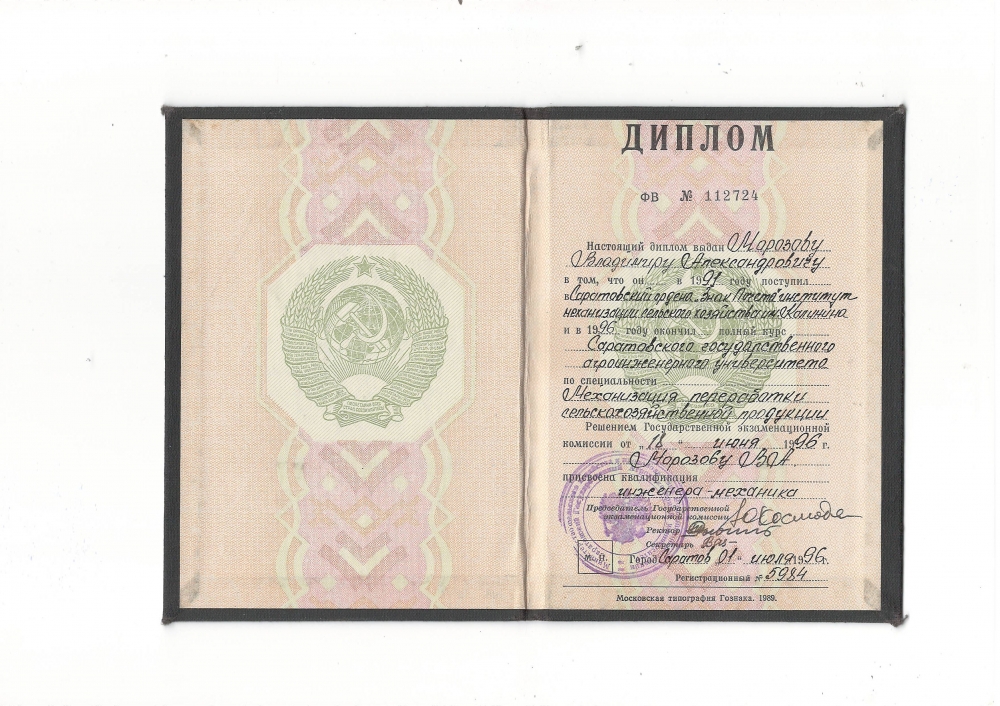 ДИПЛОМ
ФВ № 112724
Настоящий диплом выдан Морозову
Владимиру Александровичу
в том, что он в 1991 году поступил
в Саратовский ордена "Знак Почета" институт
механизации сельского хозяйства им. Калинина
и в 1996 году окончил полный курс
Саратовского государственного
агроинженерного университета
по специальности
Механизация переработки
сельскохозяйственной продукции
Решением Государственной экзаменационной
комиссии от „18“ июня 1996 г.
Морозову В.А.
присвоена квалификация
инженера-механика
Председатель Государственной
экзаменационной комиссии
Ректор
Секретарь
Город Саратов 01 " июля 1996 г.
Регистрационный № 5984
Московская типография Гознака. 1989.